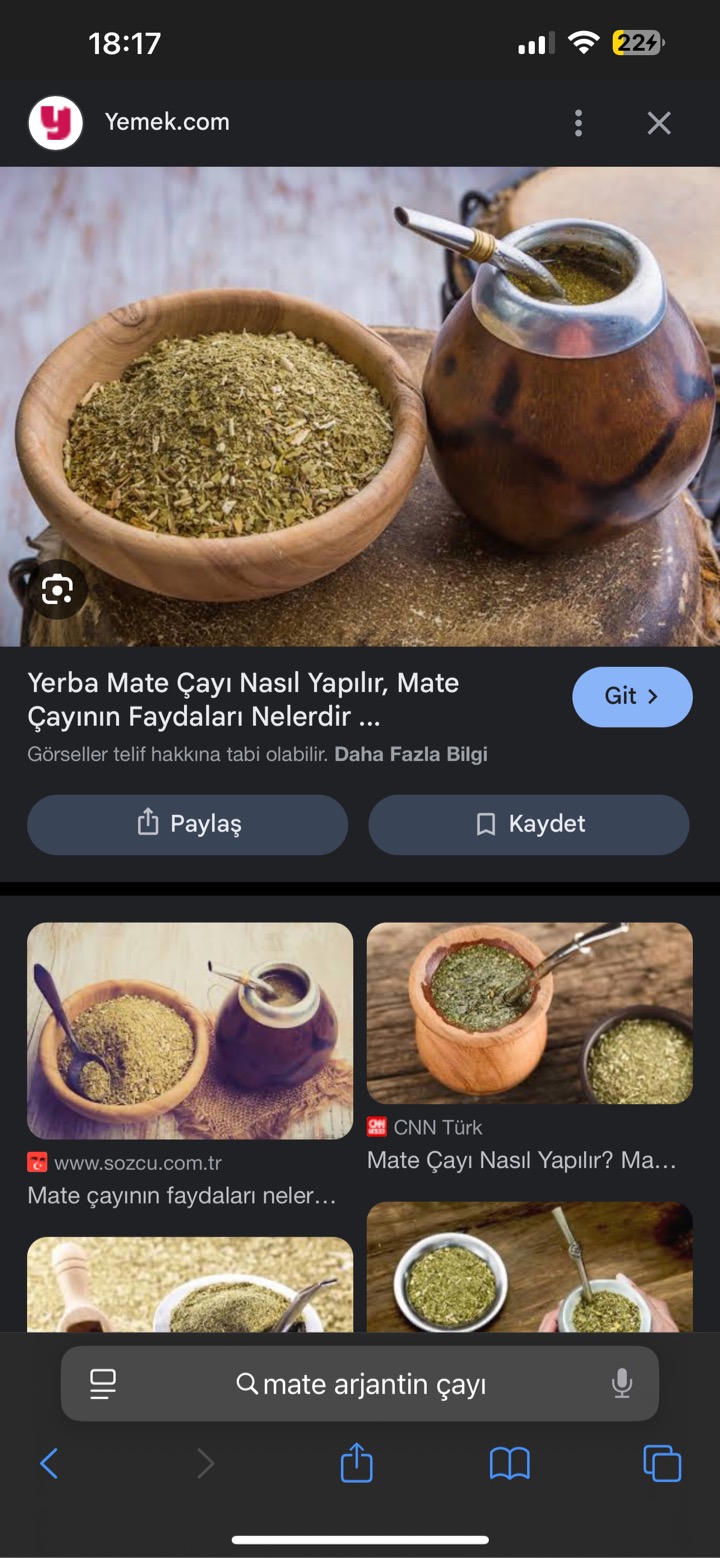 18:17
22
Yemek.com
Yerba Mate Çayı Nasıl Yapılır, Mate
Çayının Faydaları Nelerdir ...
Git
Görseller telif hakkına tabi olabilir. Daha Fazla Bilgi
Paylaş
Kaydet
www.sozcu.com.tr
Mate çayının faydaları neler…
CNN Türk
Mate Çayı Nasıl Yapılır? Ma…
mate arjantin çayı